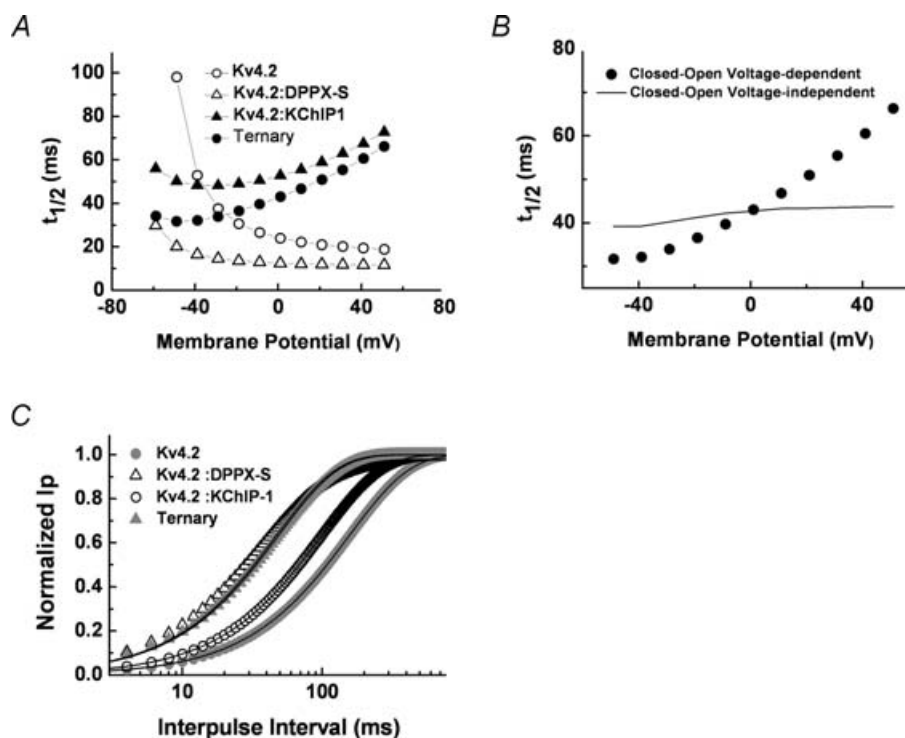 A
t1/2 (ms)
100
80
60
40
20
0
Kv4.2
Kv4.2:DPPX-S
Kv4.2:KChIP1
Ternary
-80
-40
0
40
80
Membrane Potential (mV)
B
t1/2 (ms)
80
60
40
Closed-Open Voltage-dependent
Closed-Open Voltage-independent
-40
0
40
Membrane Potential (mV)
C
Normalized Ip
1.0
0.8
0.6
0.4
0.2
0.0
Kv4.2
Kv4.2 :DPPX-S
Kv4.2 :KChIP-1
Ternary
10
100
Interpulse Interval (ms)